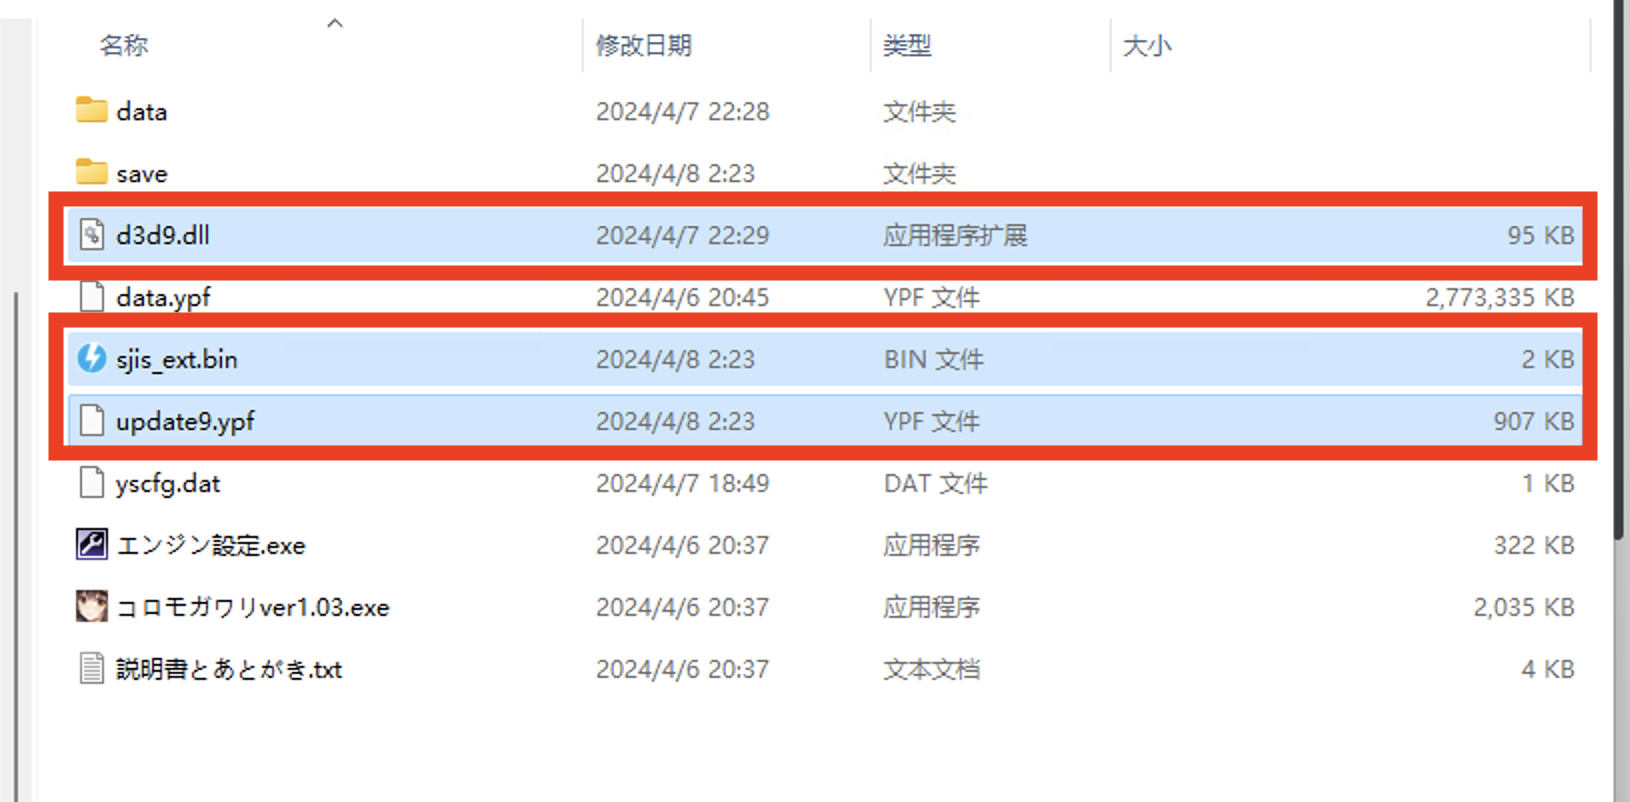 名称 修改日期 类型 大小
data 2024/4/7 22:28 文件夹
save 2024/4/8 2:23 文件夹
d3d9.dll 2024/4/7 22:29 应用程序扩展 95 KB
data.ypf 2024/4/6 20:45 YPF 文件 2,773,335 KB
sjis_ext.bin 2024/4/8 2:23 BIN 文件 2 KB
update9.ypf 2024/4/8 2:23 YPF 文件 907 KB
yscfg.dat 2024/4/7 18:49 DAT 文件 1 KB
エンジン設定.exe 2024/4/6 20:37 应用程序 322 KB
コロモガワリver1.03.exe 2024/4/6 20:37 应用程序 2,035 KB
説明書とあとがき.txt 2024/4/6 20:37 文本文档 4 KB